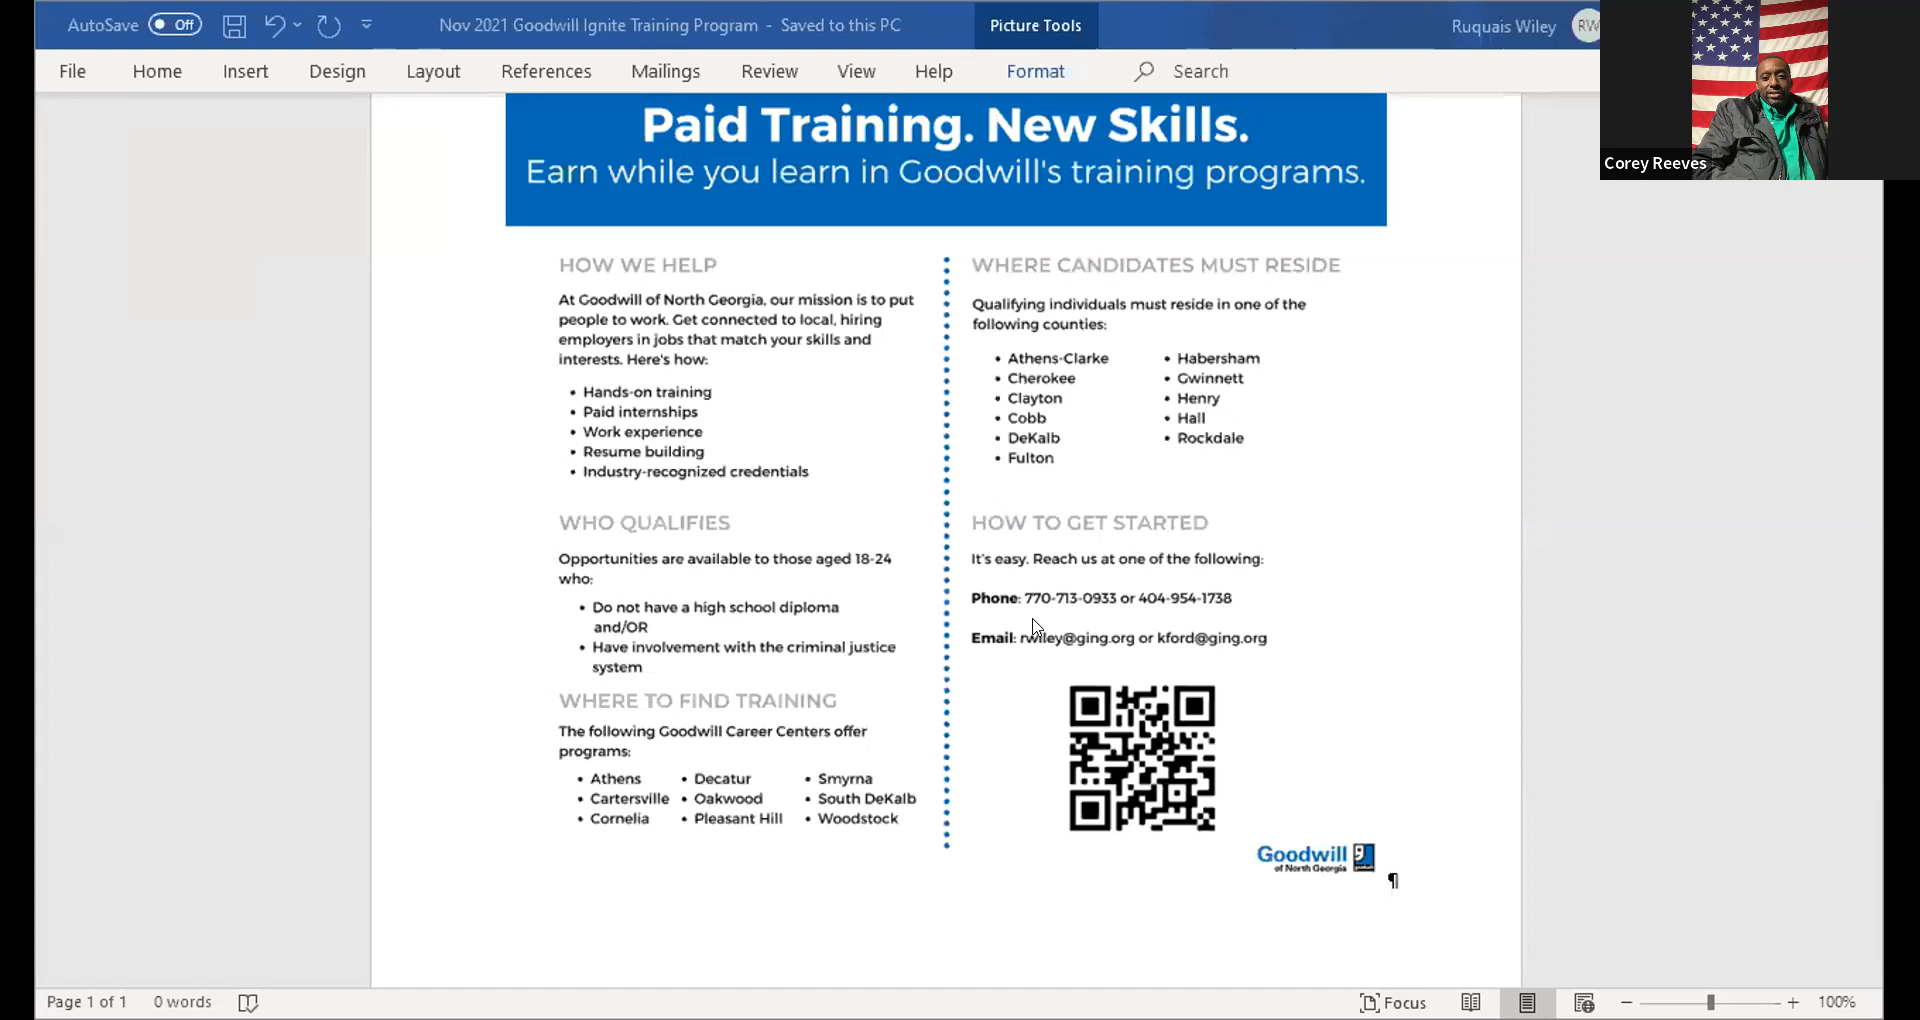 AutoSave Off
Nov 2021 Goodwill Ignite Training Program - Saved to this PC
Picture Tools
Ruquais Wiley
RW
File Home Insert Design Layout References Mailings Review View Help Format Search
Corey Reeves
Paid Training. New Skills.
Earn while you learn in Goodwill's training programs.
HOW WE HELP
At Goodwill of North Georgia, our mission is to put
people to work. Get connected to local, hiring
employers in jobs that match your skills and
interests. Here's how:
• Hands-on training
• Paid internships
• Work experience
• Resume building
• Industry-recognized credentials
WHO QUALIFIES
Opportunities are available to those aged 18-24
who:
• Do not have a high school diploma
and/OR
• Have involvement with the criminal justice
system
WHERE TO FIND TRAINING
The following Goodwill Career Centers offer
programs:
• Athens • Decatur • Smyrna
• Cartersville • Oakwood • South DeKalb
• Cornelia • Pleasant Hill • Woodstock
WHERE CANDIDATES MUST RESIDE
Qualifying individuals must reside in one of the
following counties:
• Athens-Clarke • Habersham
• Cherokee • Gwinnett
• Clayton • Henry
• Cobb • Hall
• DeKalb • Rockdale
• Fulton
HOW TO GET STARTED
It's easy. Reach us at one of the following:
Phone: 770-713-0933 or 404-954-1738
Email: rwiley@ging.org or kford@ging.org
Goodwill
of North Georgia
¶
Page 1 of 1 0 words
Focus
100%